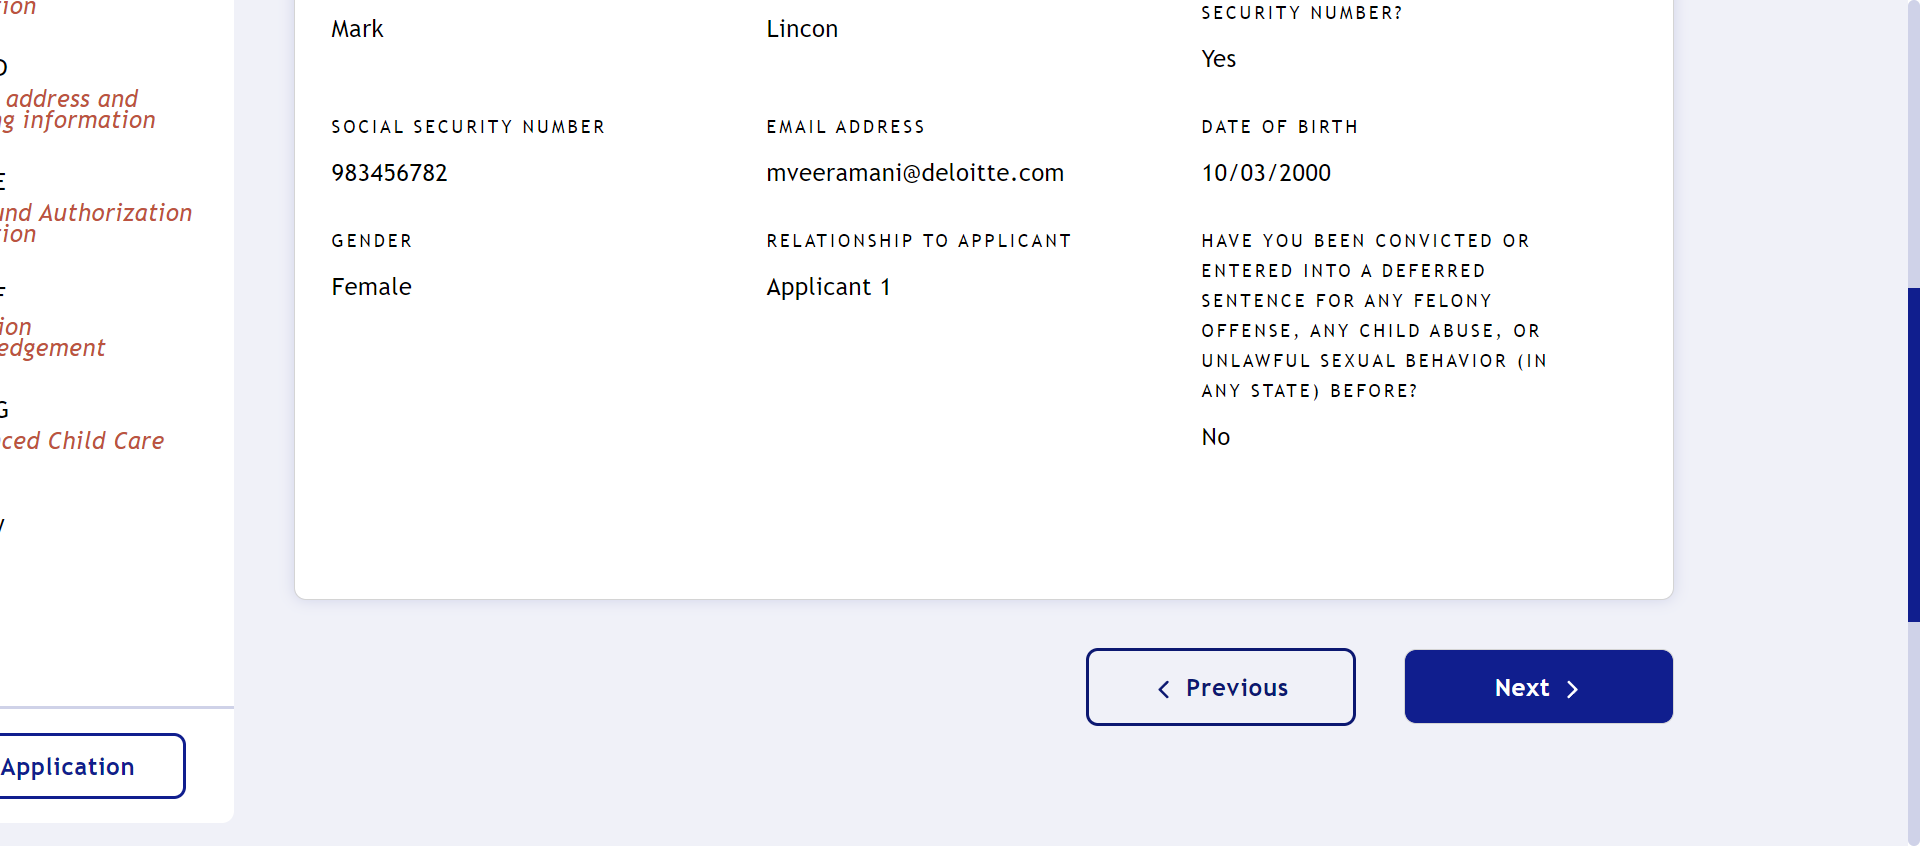 ion
address and
g information
und Authorization
ion
ion
edgement
G
ced Child Care
Application
Mark
Lincon
SECURITY NUMBER?
Yes
SOCIAL SECURITY NUMBER
EMAIL ADDRESS
DATE OF BIRTH
983456782
mveeramani@deloitte.com
10/03/2000
GENDER
RELATIONSHIP TO APPLICANT
HAVE YOU BEEN CONVICTED OR
ENTERED INTO A DEFERRED
SENTENCE FOR ANY FELONY
OFFENSE, ANY CHILD ABUSE, OR
UNLAWFUL SEXUAL BEHAVIOR (IN
ANY STATE) BEFORE?
Female
Applicant 1
No
Previous
Next